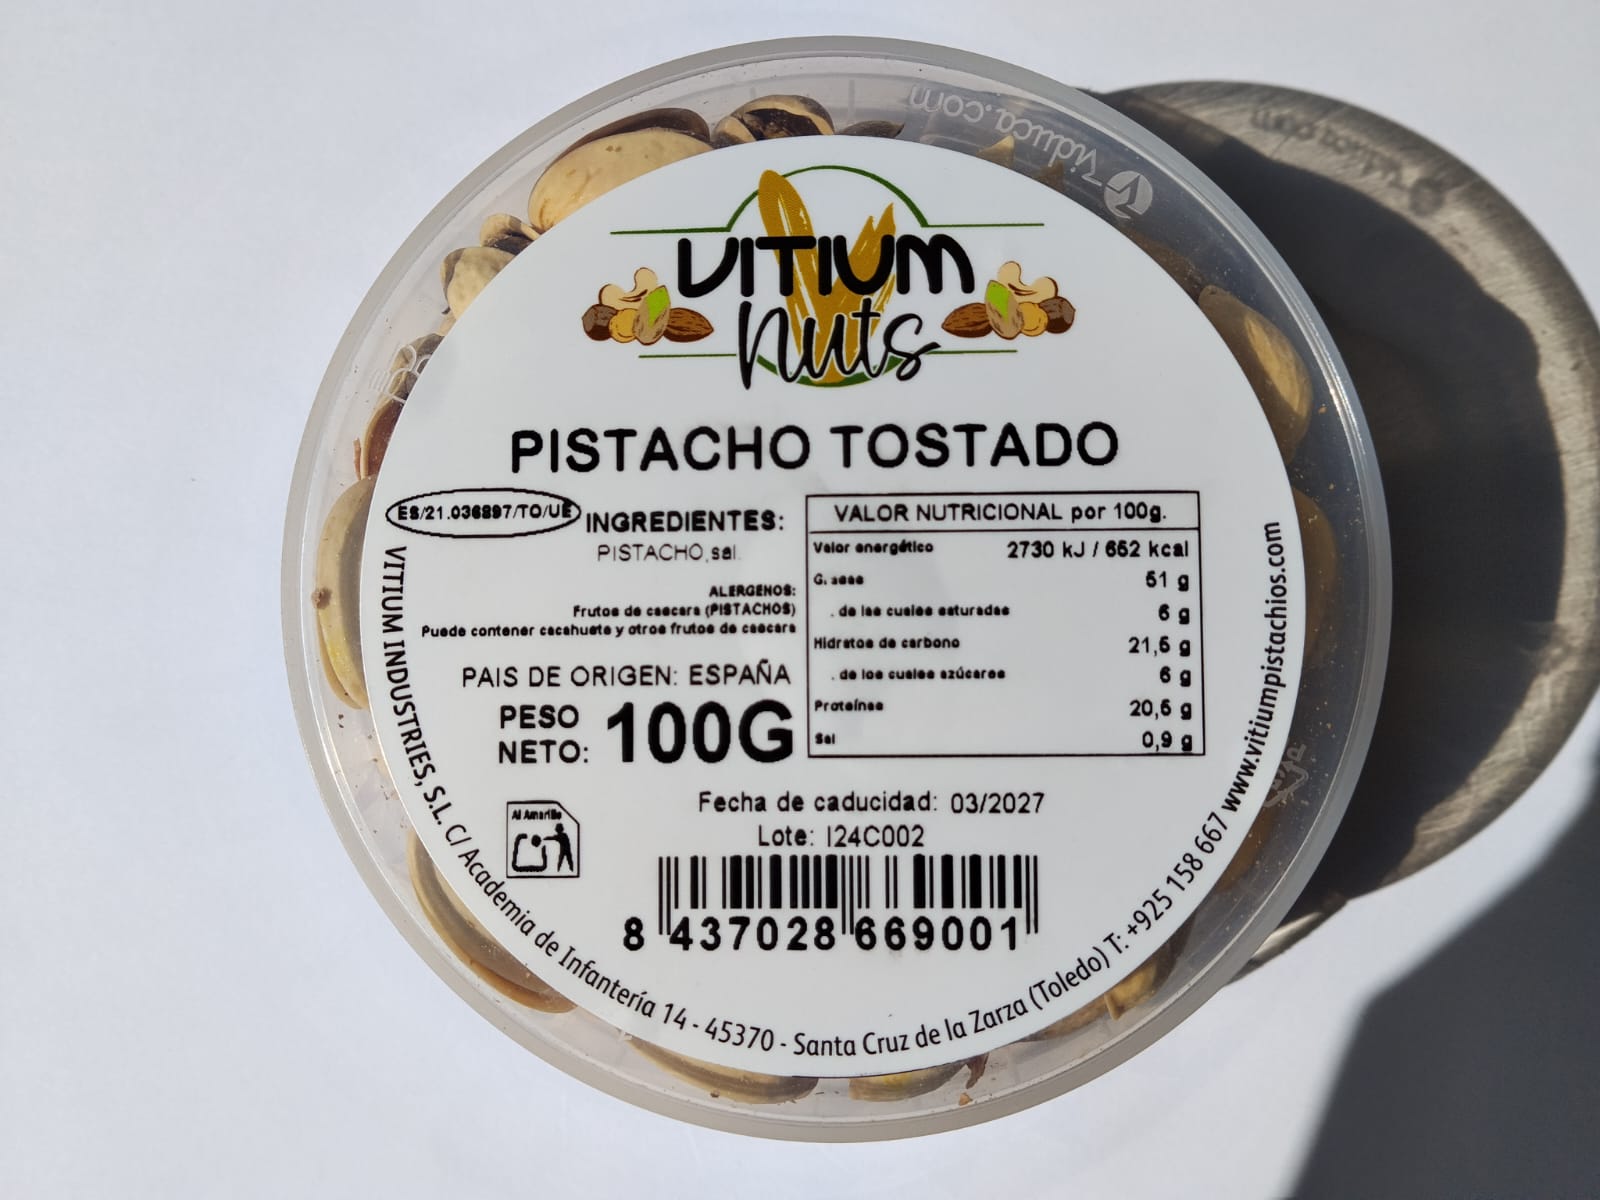 Viduca.com
VITIUM
nuts
PISTACHO TOSTADO
ES/21.036897/TO/UE
INGREDIENTES:
PISTACHO,sal
ALERGENOS:
Frutos de cascara (PISTACHOS)
Puede contener cacahuete y otros frutos de cascara
PAIS DE ORIGEN: ESPAÑA
PESO
NETO: 100G
VALOR NUTRICIONAL por 100g.
Valor energético 2730 kJ / 652 kcal
G. sasa 51 g
. de las cuales saturadas 6 g
Hidratos de carbono 21,5 g
. de los cuales azúcares 6 g
Proteínas 20,5 g
Sal 0,9 g
Fecha de caducidad: 03/2027
Lote: I24C002
Al Amarillo
8 437028 669001
VITIUM INDUSTRIES, S.L. C/ Academia de Infantería 14 - 45370 - Santa Cruz de la Zarza (Toledo) T: +925 158 667 www.vitiumpistachios.com